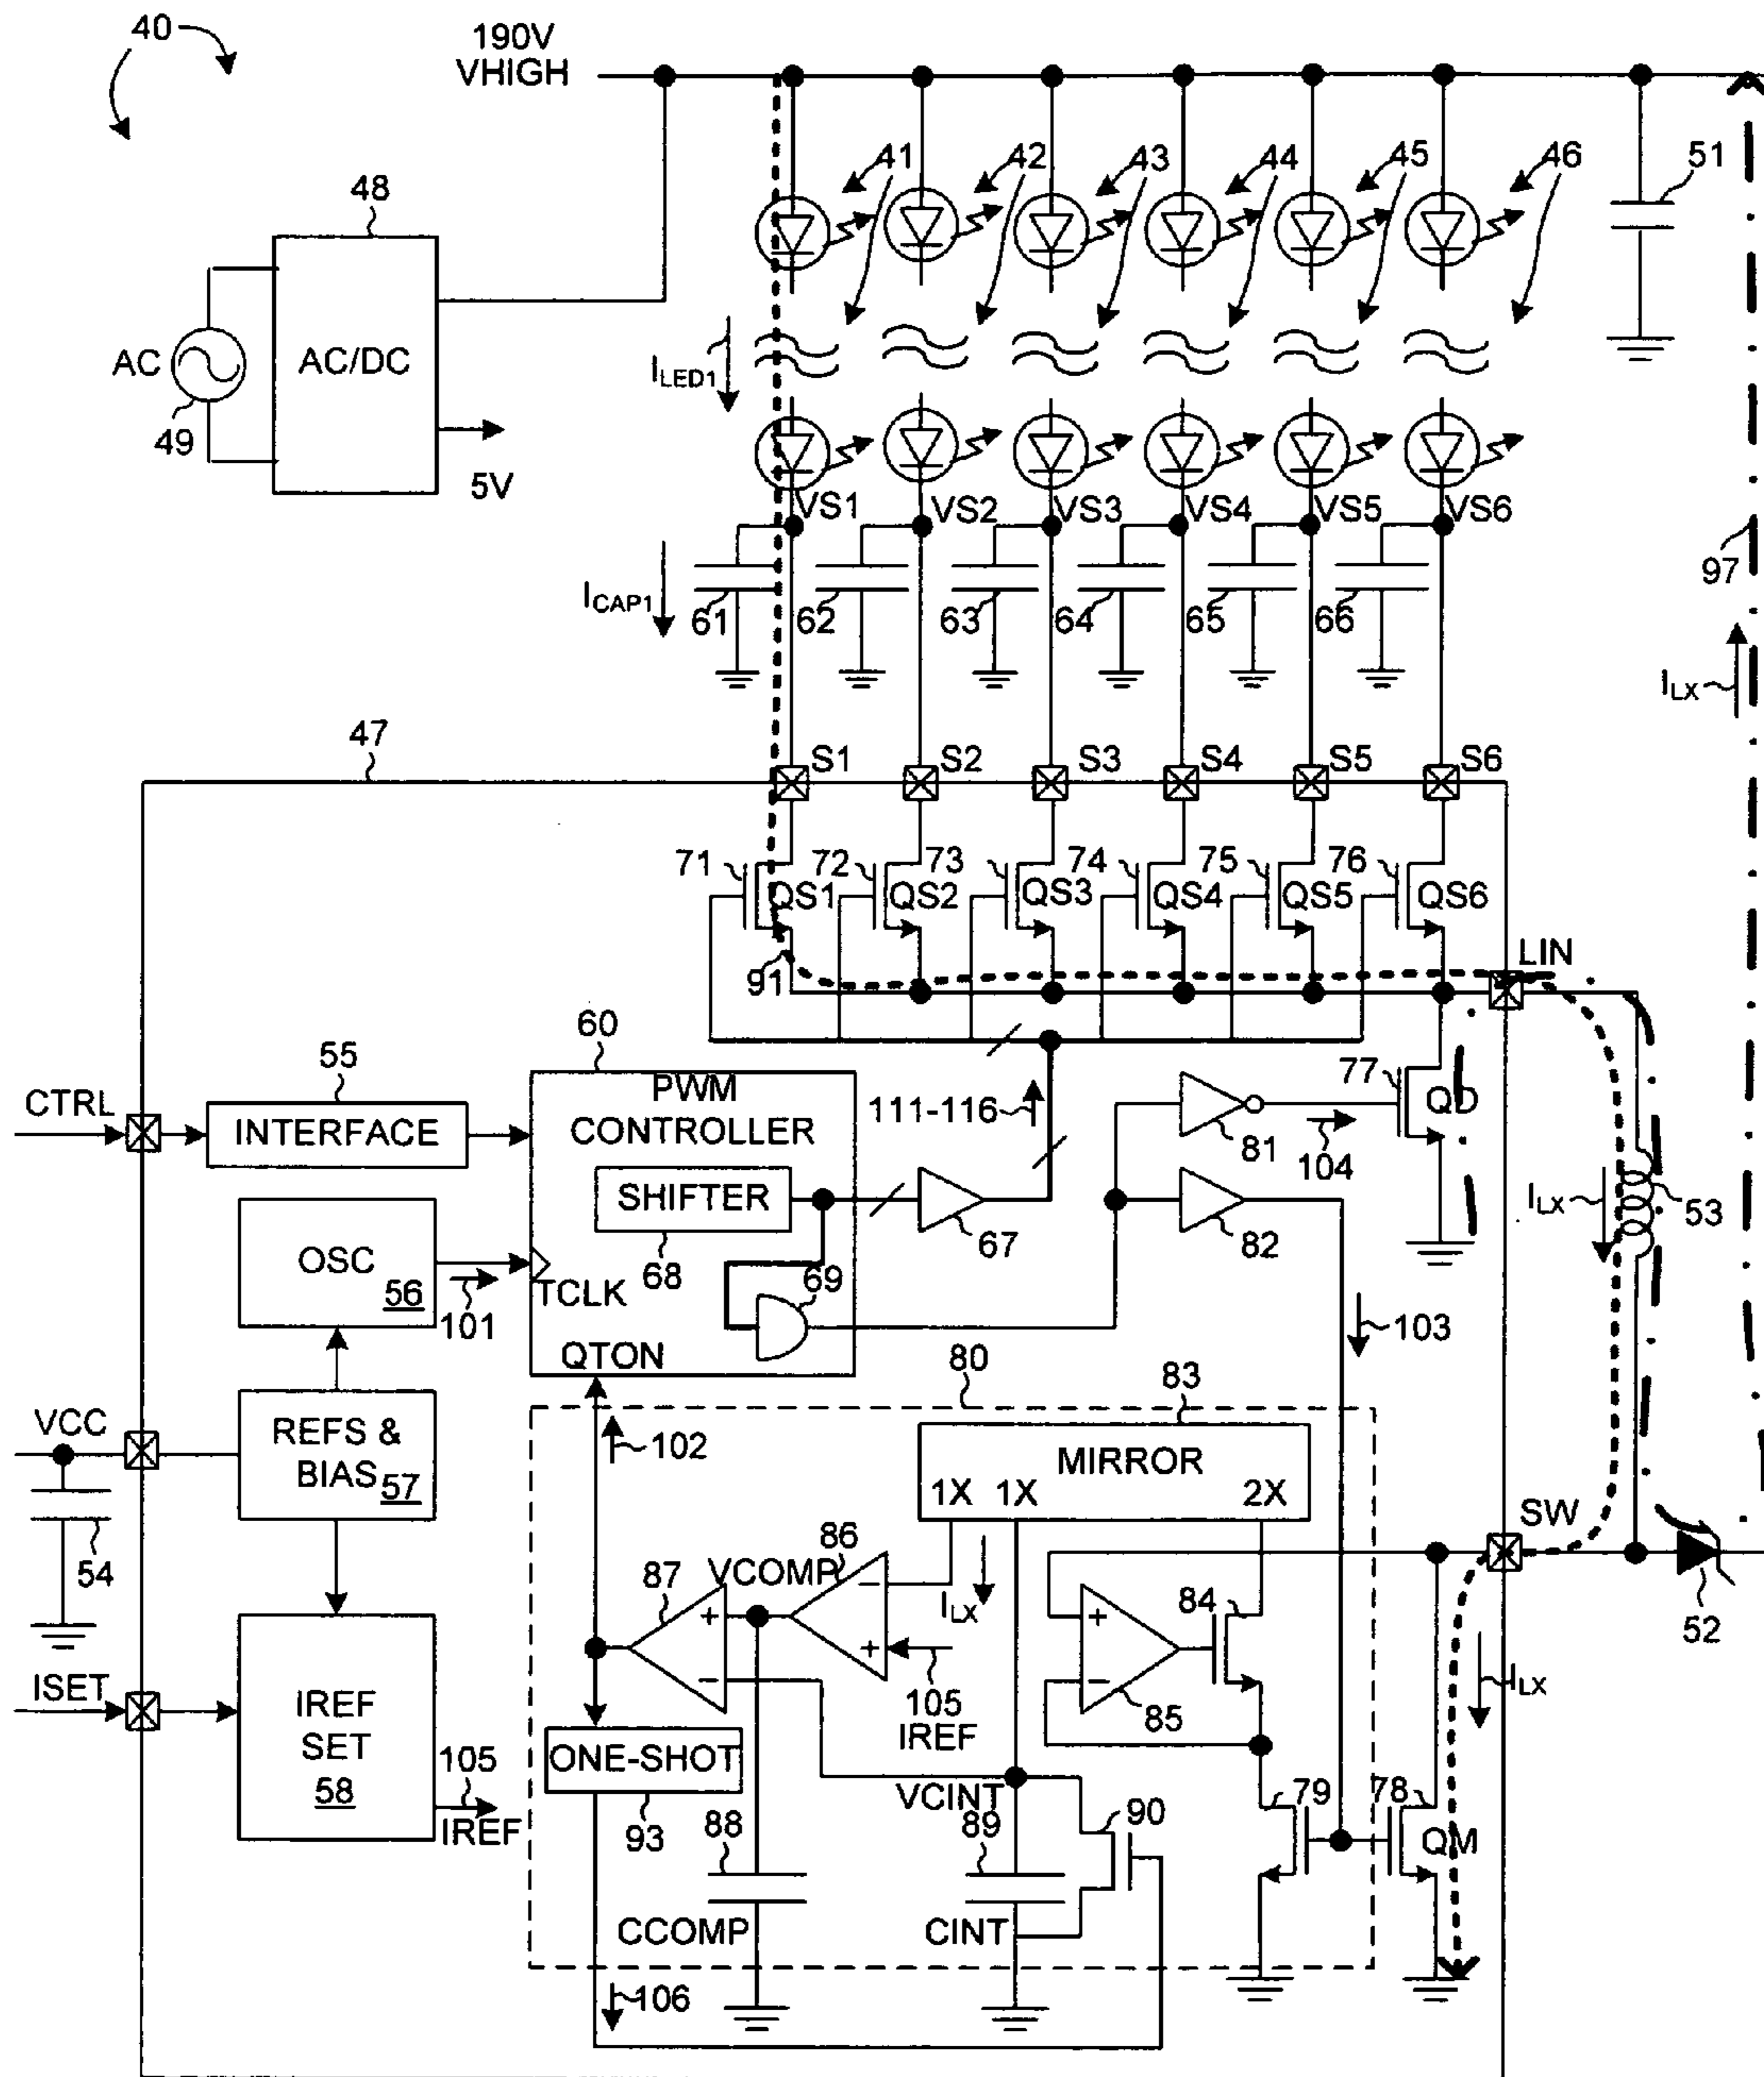 40
190V
VHIGH
41
42
43
44
45
46
51
48
AC
49
AC/DC
5V
ILED1
VS1
VS2
VS3
VS4
VS5
VS6
ICAP1
61
62
63
64
65
66
97
ILX
47
S1
S2
S3
S4
S5
S6
71
72
73
74
75
76
QS1
QS2
QS3
QS4
QS5
QS6
91
LIN
60
55
CTRL
INTERFACE
PWM
CONTROLLER
111-116
81
104
77
QD
SHIFTER
68
67
82
ILX
53
OSC
56
101
TCLK
69
QTON
103
80
83
VCC
REFS &
BIAS 57
102
MIRROR
1X
1X
2X
SW
54
87
VCOMP
86
ILX
84
52
+
−
−
+
+
−
85
105
IREF
ILX
ISET
IREF
SET
58
105
IREF
ONE-SHOT
93
88
VCINT
89
90
79
78
QM
CCOMP
CINT
106